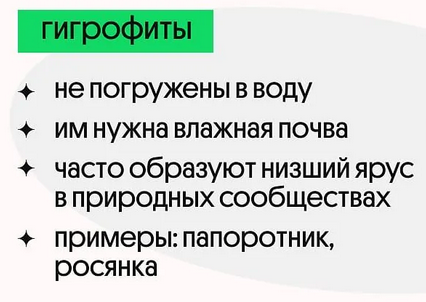 гигрофиты
✦ не погружены в воду
✦ им нужна влажная почва
✦ часто образуют низший ярус
в природных сообществах
✦ примеры: папоротник,
росянка